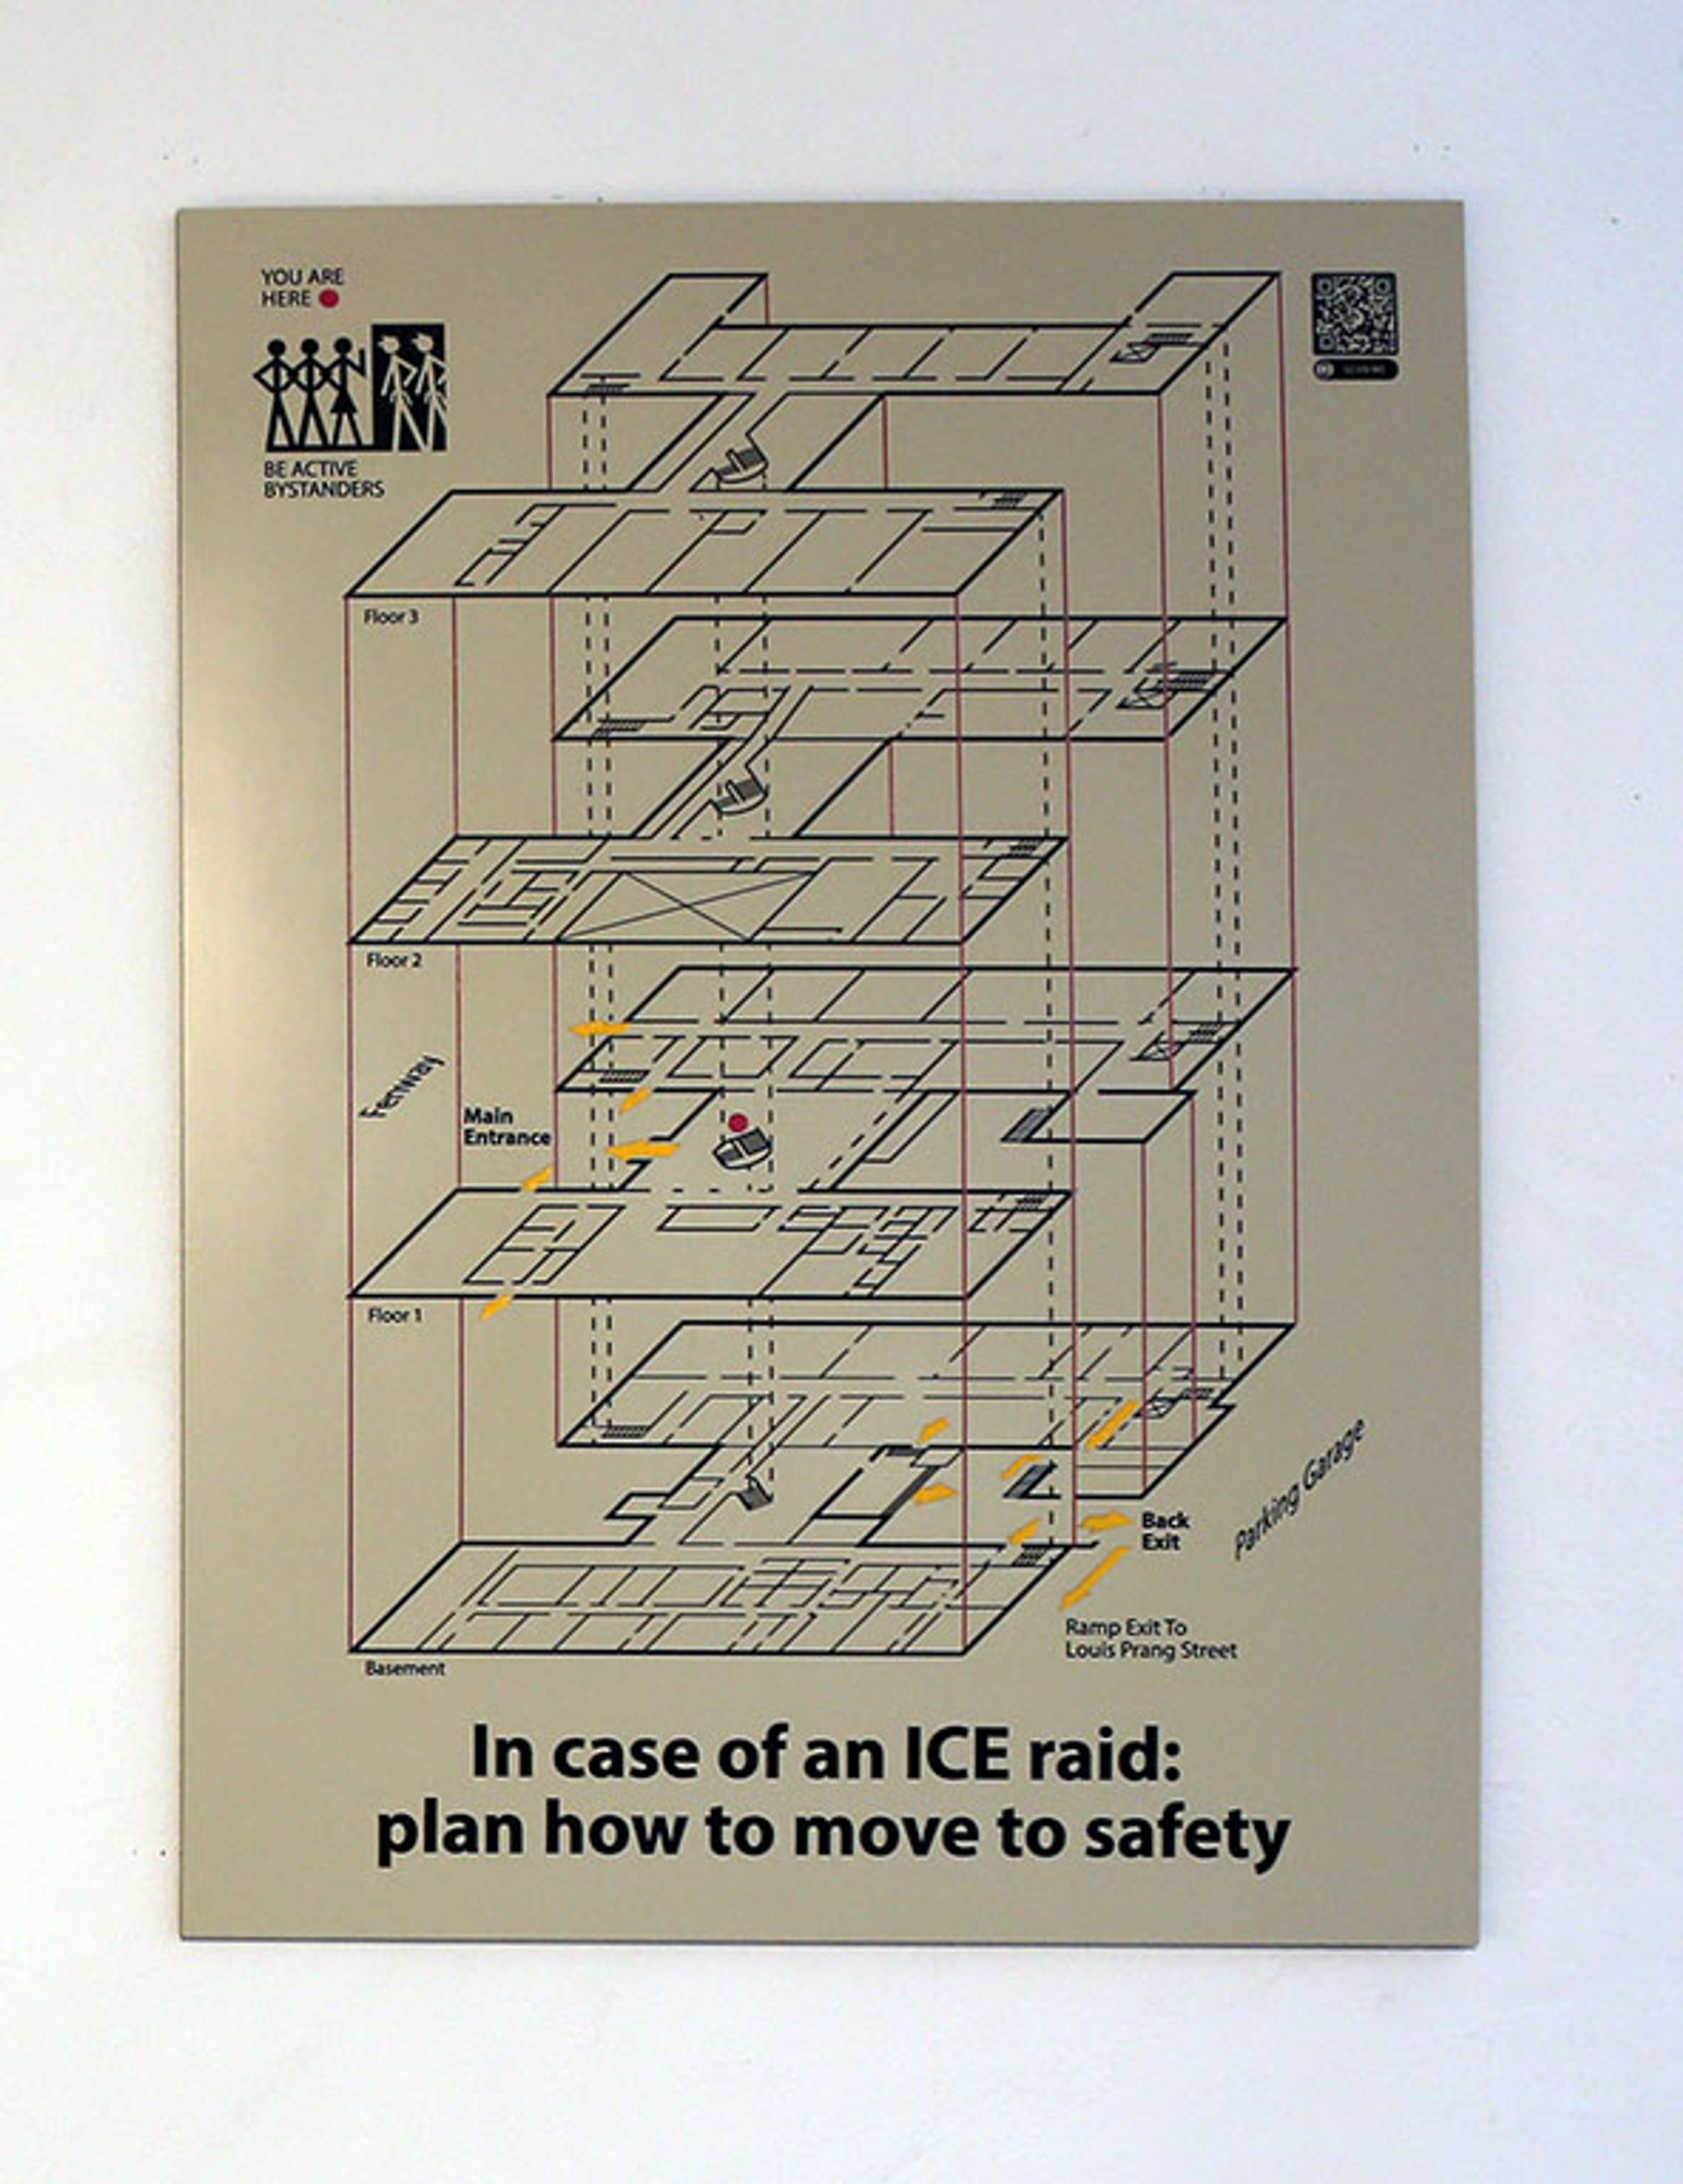 YOU ARE
HERE
BE ACTIVE
BYSTANDERS
Floor 3
Floor 2
Fenway
Main
Entrance
Floor 1
Parking Garage
Back
Exit
Ramp Exit To
Louis Prang Street
Basement
In case of an ICE raid:
plan how to move to safety